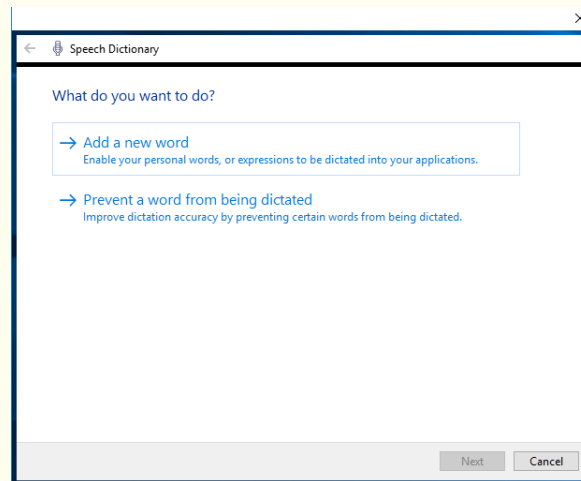 Speech Dictionary
What do you want to do?
Add a new word
Enable your personal words, or expressions to be dictated into your applications.
Prevent a word from being dictated
Improve dictation accuracy by preventing certain words from being dictated.
Next Cancel